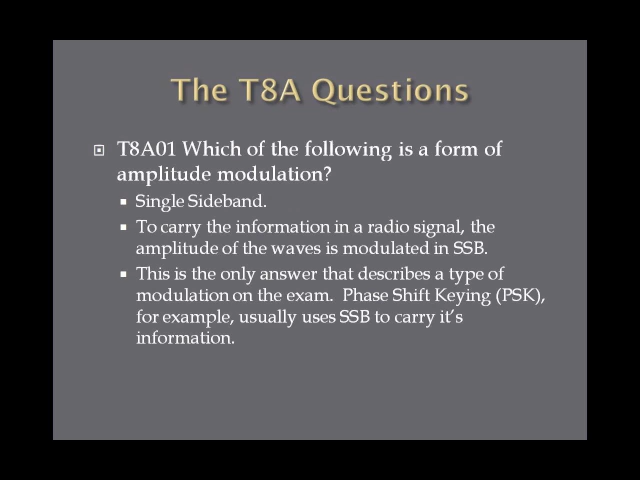 The T8A Questions
T8A01 Which of the following is a form of
amplitude modulation?
Single Sideband.
To carry the information in a radio signal, the
amplitude of the waves is modulated in SSB.
This is the only answer that describes a type of
modulation on the exam.  Phase Shift Keying (PSK),
for example, usually uses SSB to carry it's
information.